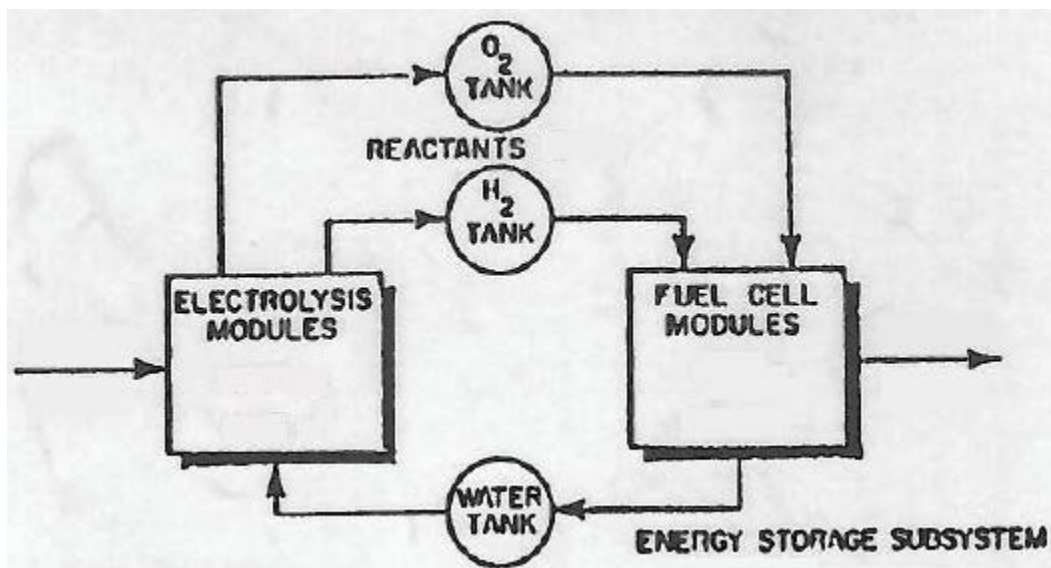 O2
TANK
REACTANTS
H2
TANK
ELECTROLYSIS
MODULES
FUEL CELL
MODULES
WATER
TANK
ENERGY STORAGE SUBSYSTEM